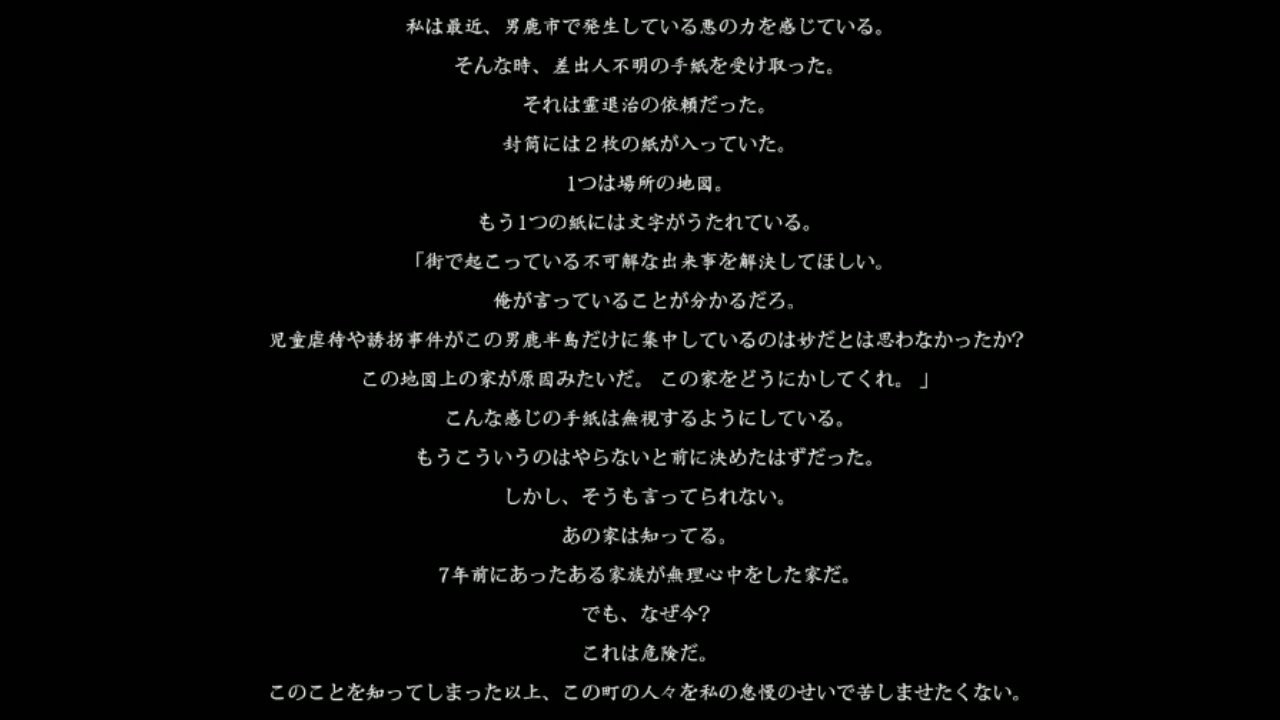 私は最近、男鹿市で発生している悪の力を感じている。
そんな時、差出人不明の手紙を受け取った。
それは霊退治の依頼だった。
封筒には２枚の紙が入っていた。
1つは場所の地図。
もう1つの紙には文字がうたれている。
「街で起こっている不可解な出来事を解決してほしい。
俺が言っていることが分かるだろ。
児童虐待や誘拐事件がこの男鹿半島だけに集中しているのは妙だとは思わなかったか?
この地図上の家が原因みたいだ。 この家をどうにかしてくれ。 」
こんな感じの手紙は無視するようにしている。
もうこういうのはやらないと前に決めたはずだった。
しかし、そうも言ってられない。
あの家は知ってる。
7年前にあったある家族が無理心中をした家だ。
でも、なぜ今?
これは危険だ。
このことを知ってしまった以上、この町の人々を私の怠慢のせいで苦しませたくない。